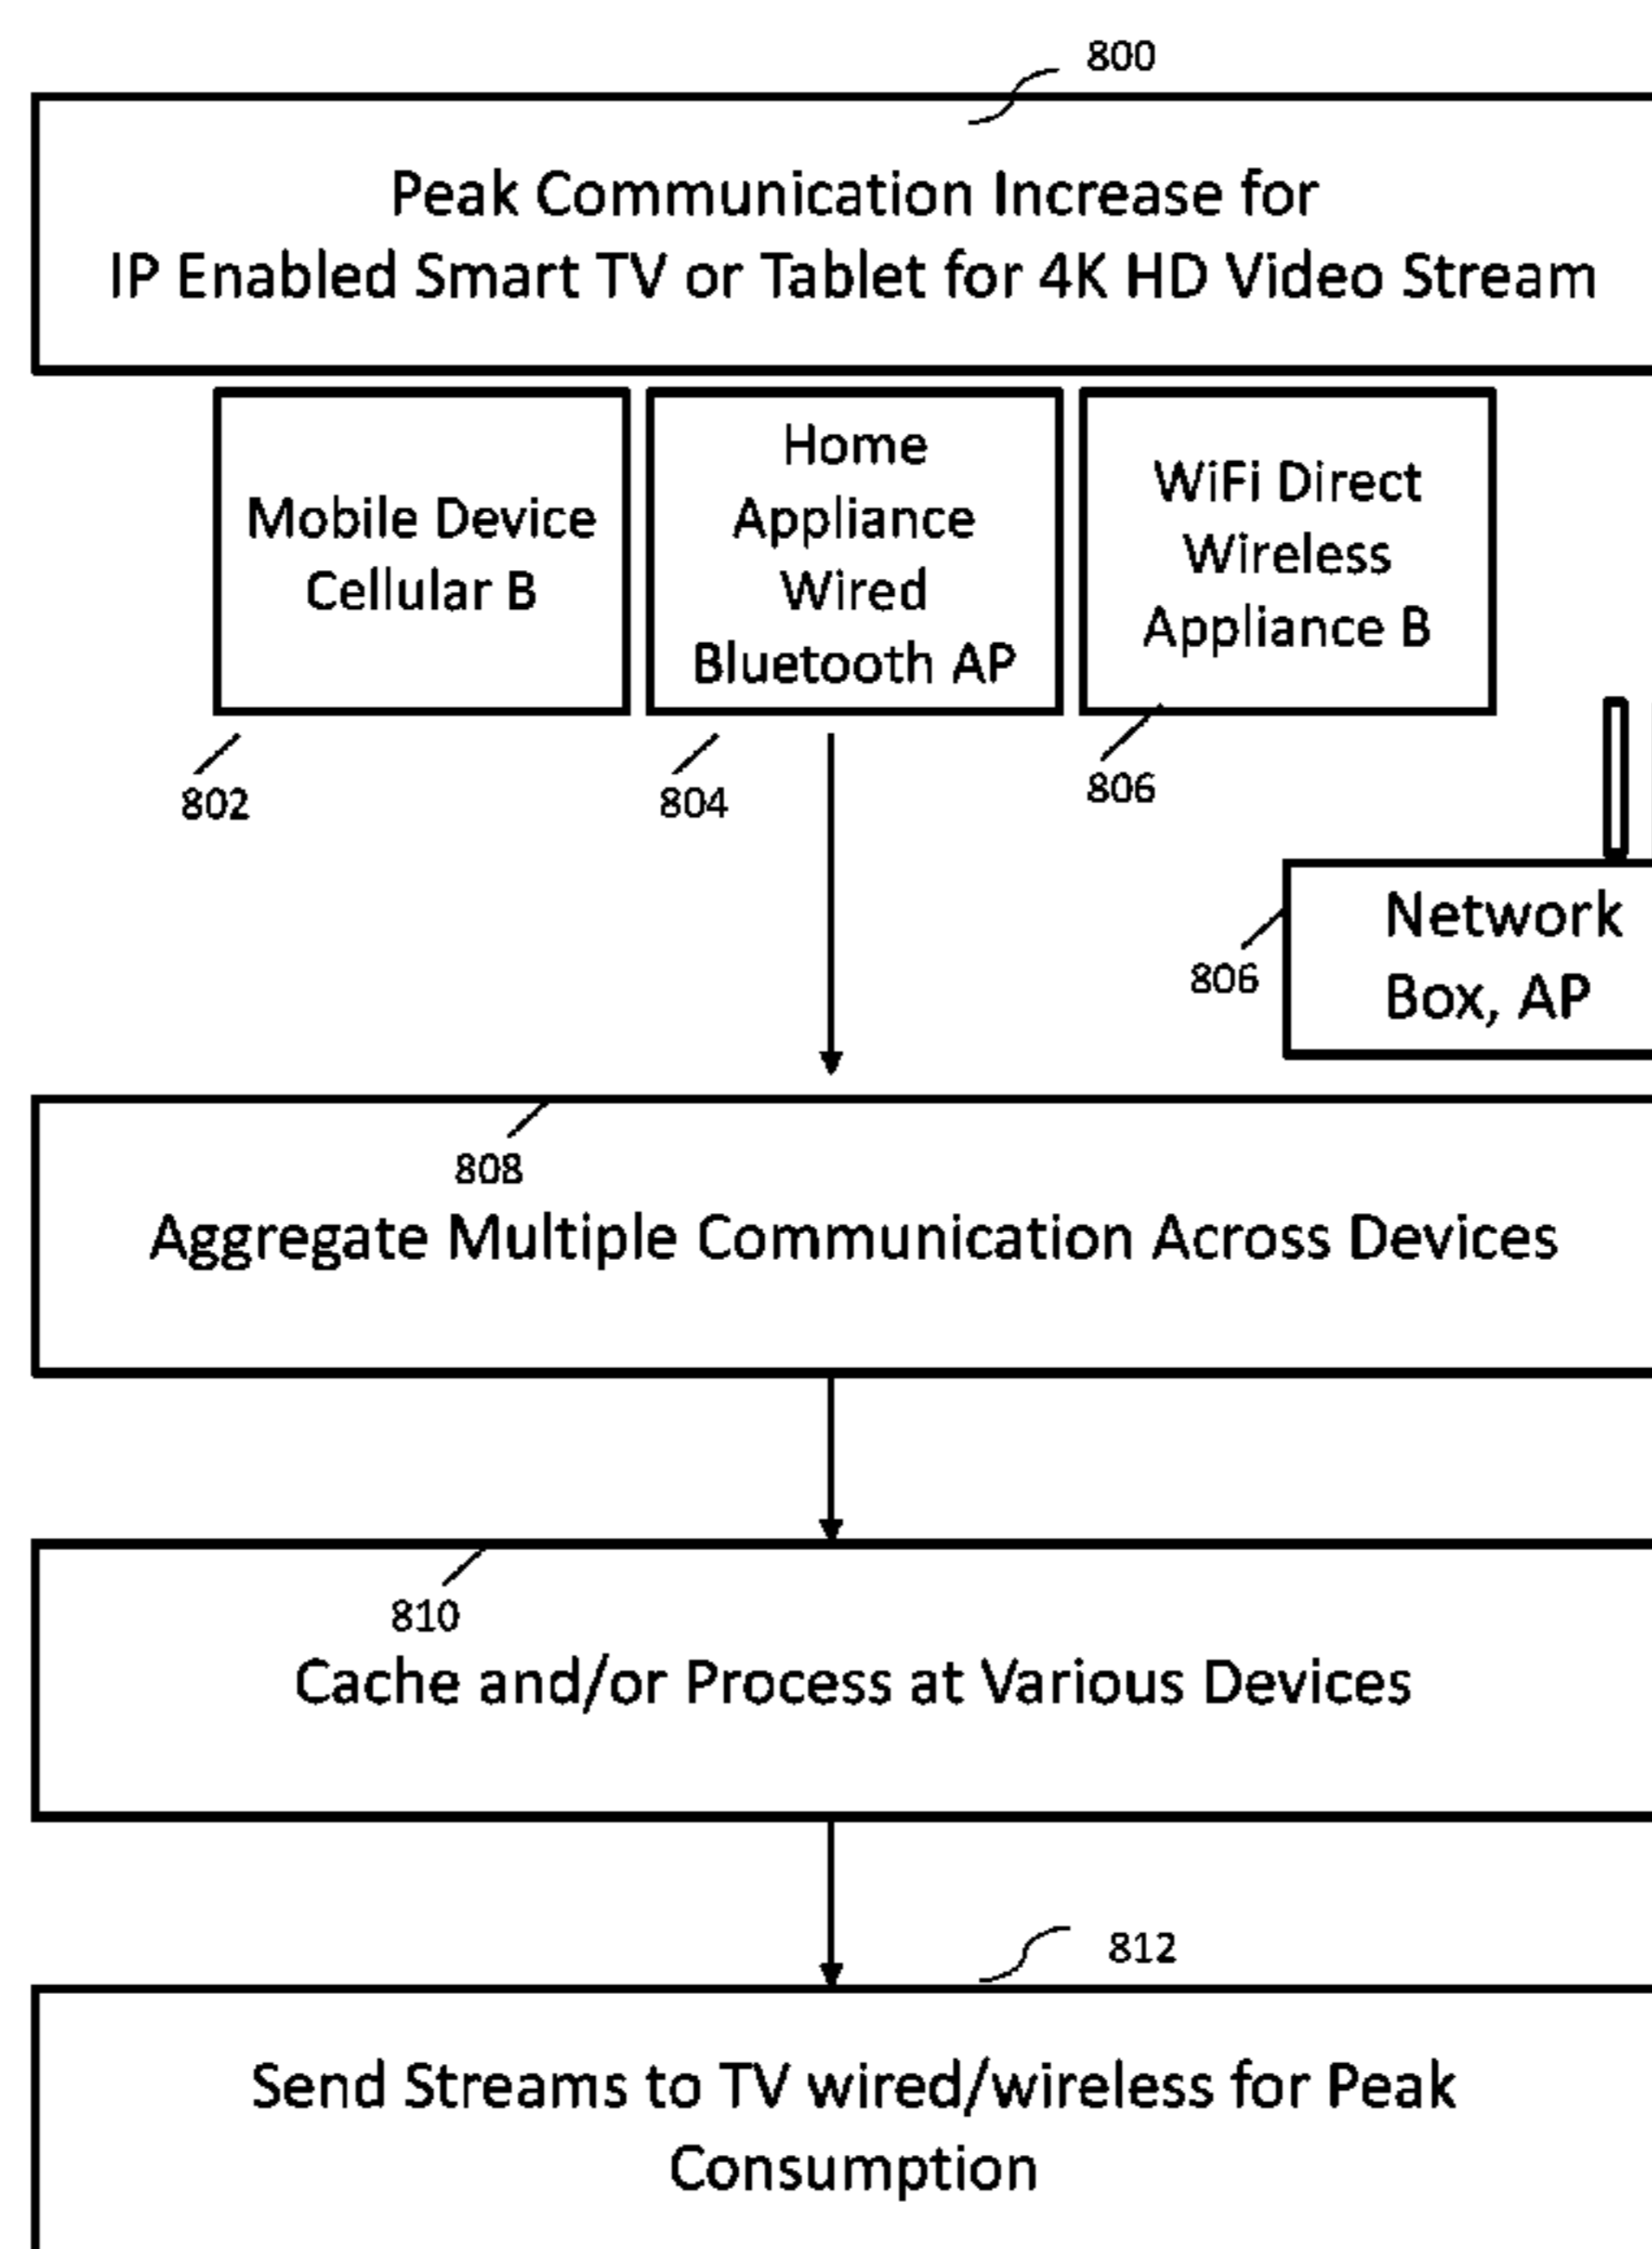 800
Peak Communication Increase for
IP Enabled Smart TV or Tablet for 4K HD Video Stream
Mobile Device
Cellular B
Home
Appliance
Wired
Bluetooth AP
WiFi Direct
Wireless
Appliance B
802
804
806
Network
Box, AP
806
808
Aggregate Multiple Communication Across Devices
810
Cache and/or Process at Various Devices
812
Send Streams to TV wired/wireless for Peak
Consumption